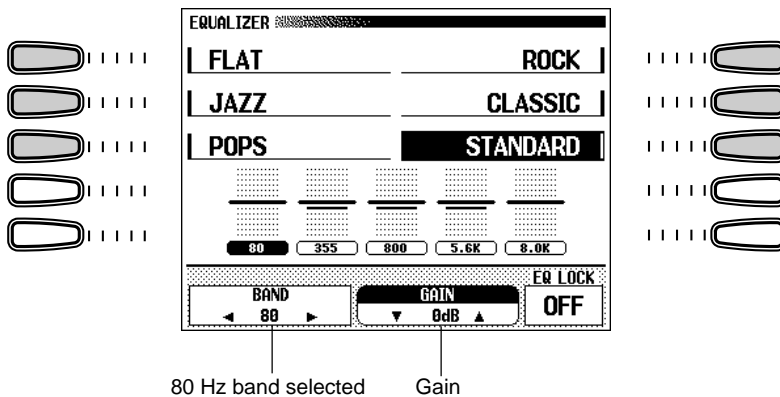 EQUALIZER
FLAT ROCK
JAZZ CLASSIC
POPS STANDARD
80 355 800 5.6K 8.0K
EQ LOCK
BAND GAIN
◄ 80 ► ▼ 0dB ▲ OFF
80 Hz band selected Gain